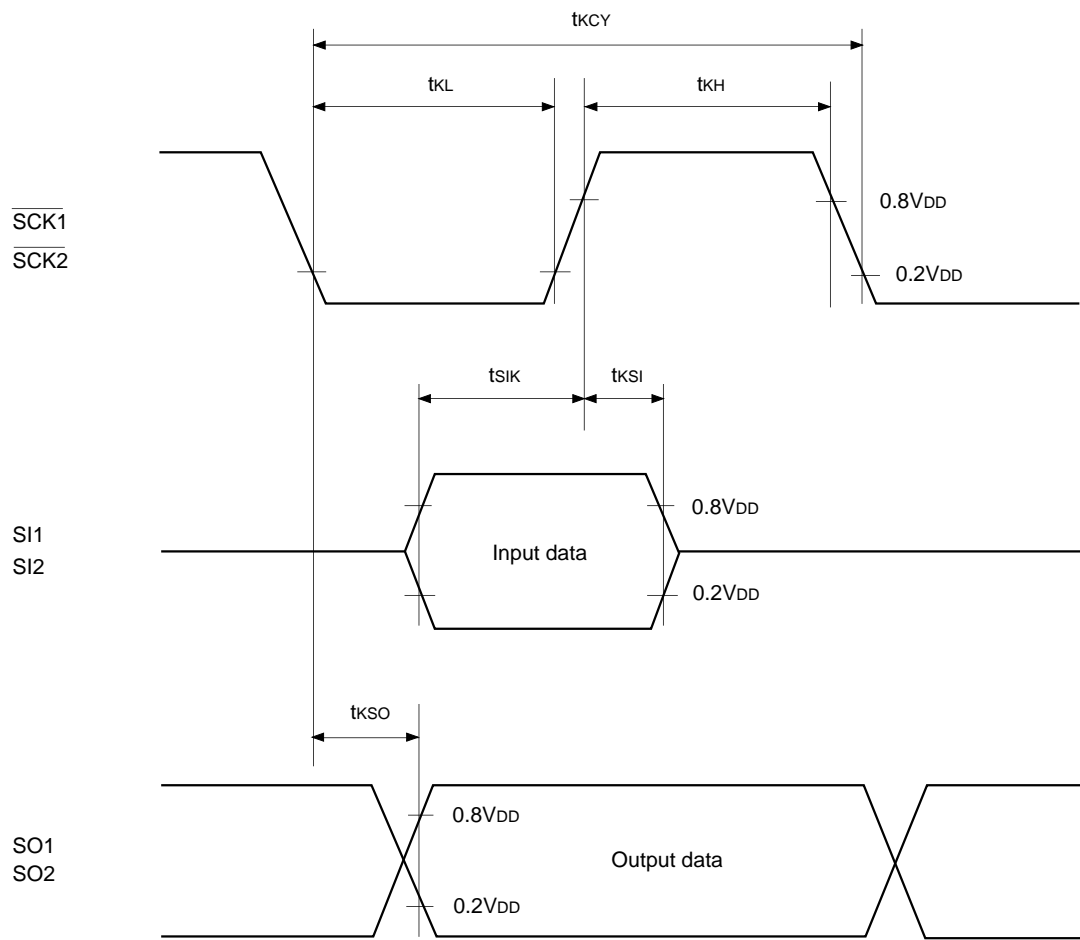 tKCY
tKL
tKH
SCK1
SCK2
0.8VDD
0.2VDD
tSIK
tKSI
SI1
SI2
Input data
0.8VDD
0.2VDD
tKSO
SO1
SO2
0.8VDD
0.2VDD
Output data